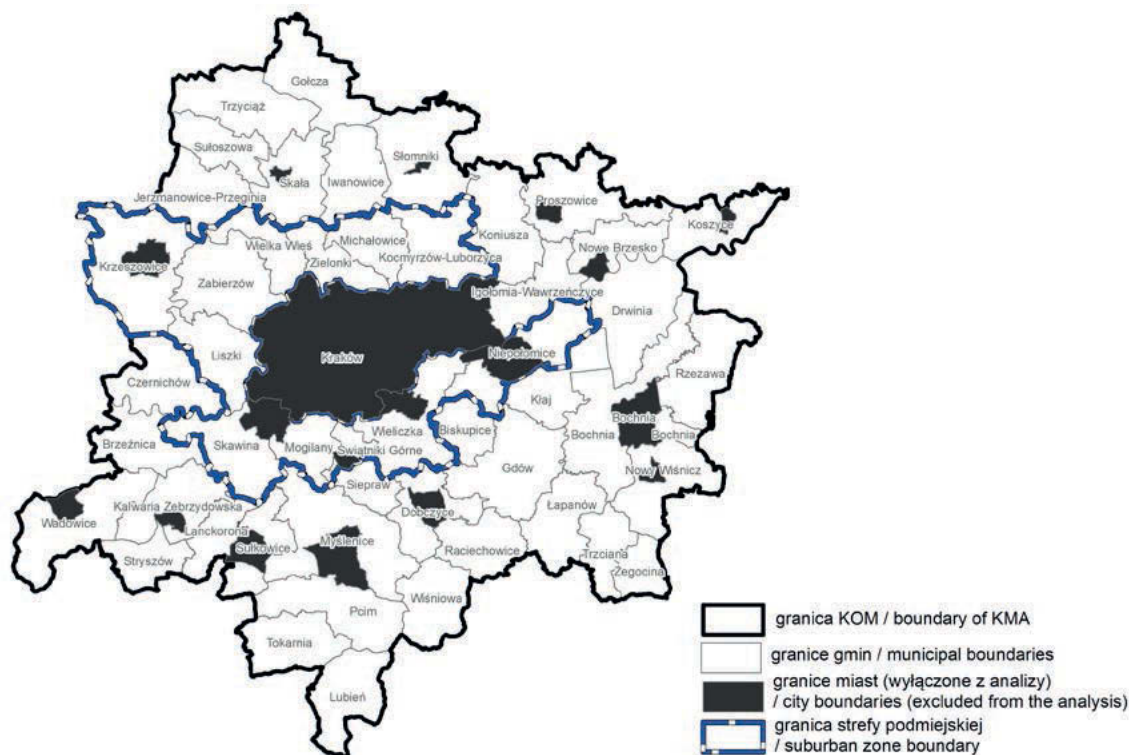 Gołcza
Trzyciąż
Sułoszowa
Słomniki
Skała
Iwanowice
Jerzmanowice-Przeginia
Proszowice
Koszyce
Koniusza
Michałowice
Wielka Wieś
Nowe Brzesko
Krzeszowice
Zielonki
Kocmyrzów-Luborzyca
Zabierzów
Igołomia-Wawrzeńczyce
Drwinia
Liszki
Kraków
Niepołomice
Rzezawa
Czernichów
Kłaj
Bochnia
Wieliczka
Biskupice
Bochnia
Bochnia
Brzeźnica
Skawina
Mogilany
Świątniki Górne
Gdów
Nowy Wiśnicz
Siepraw
Kalwaria Zebrzydowska
Dobczyce
Łapanów
Wadowice
Lanckorona
Sułkowice
Myślenice
Raciechowice
Stryszów
Trzciana
Żegocina
Wiśniowa
Pcim
Tokarnia
Lubień
granica KOM / boundary of KMA
granice gmin / municipal boundaries
granice miast (wyłączone z analizy)
/ city boundaries (excluded from the analysis)
granica strefy podmiejskiej
/ suburban zone boundary